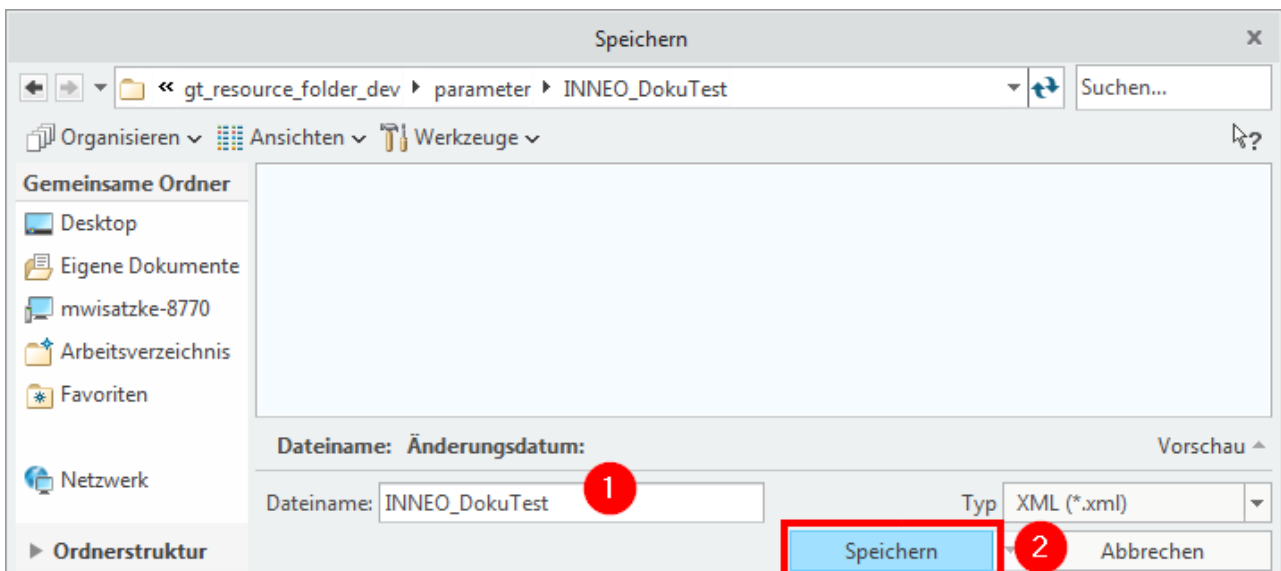 Speichern x
« gt_resource_folder_dev ▶ parameter ▶ INNEO_DokuTest Suchen...
Organisieren Ansichten Werkzeuge ?
Gemeinsame Ordner
Desktop
Eigene Dokumente
mwisatzke-8770
Arbeitsverzeichnis
Favoriten
Netzwerk
▶ Ordnerstruktur
Dateiname: Änderungsdatum: Vorschau
Dateiname: INNEO_DokuTest 1 Typ XML (*.xml)
Speichern 2 Abbrechen